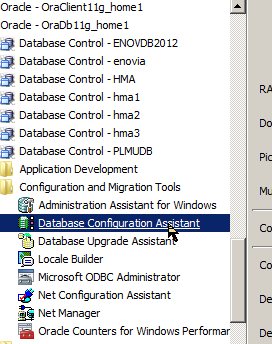 Oracle - OraClient11g_home1
Oracle - OraDb11g_home1
Database Control - ENOVDB2012
Database Control - enovia
Database Control - HMA
Database Control - hma1
Database Control - hma2
Database Control - hma3
Database Control - PLMUDB
Application Development
Configuration and Migration Tools
Administration Assistant for Windows
Database Configuration Assistant
Database Upgrade Assistant
Locale Builder
Microsoft ODBC Administrator
Net Configuration Assistant
Net Manager
Oracle Counters for Windows Performan
RA
Do
Pic
Mu
Co
Co
De
De